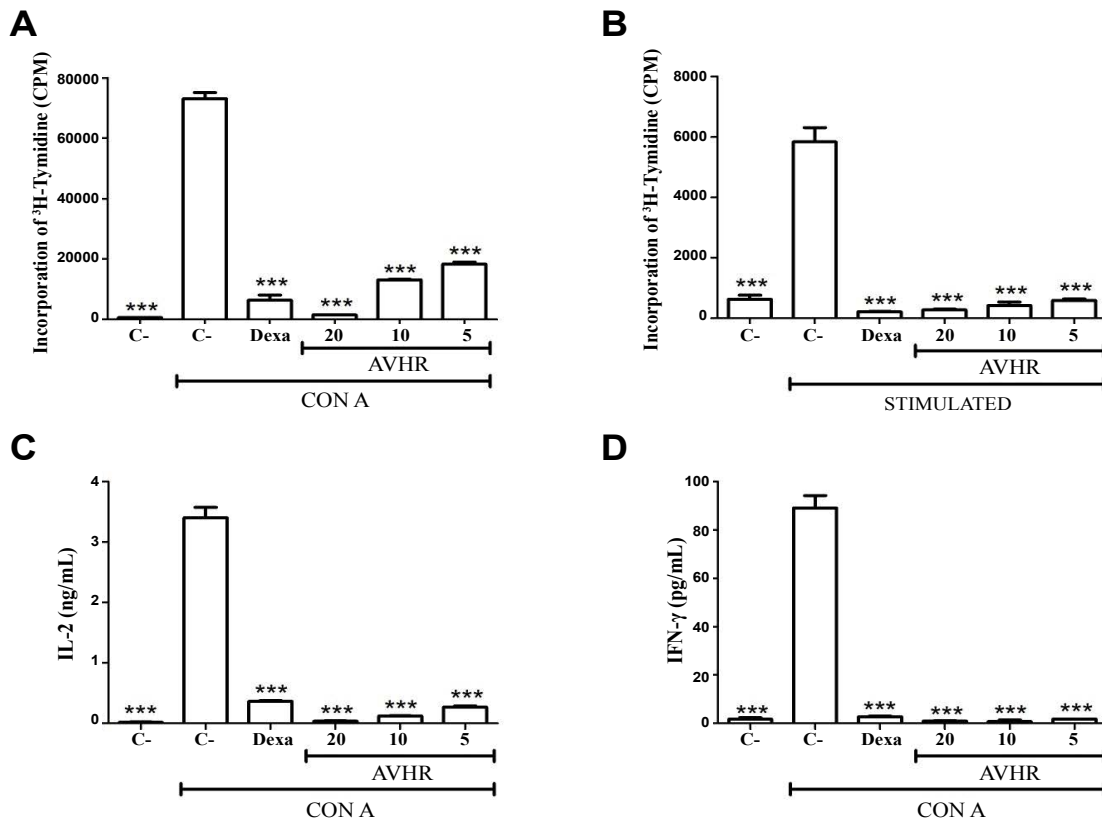 A
Incorporation of ³H-Tymidine (CPM)
80000
60000
40000
20000
0
***
***
***
***
***
C-
C-
Dexa
20
10
5
AVHR
CON A
B
Incorporation of ³H-Tymidine (CPM)
8000
6000
4000
2000
0
***
***
***
***
***
C-
C-
Dexa
20
10
5
AVHR
STIMULATED
C
IL-2 (ng/mL)
4
3
2
1
0
***
***
***
***
***
C-
C-
Dexa
20
10
5
AVHR
CON A
D
IFN-γ (pg/mL)
100
80
60
40
20
0
***
***
***
***
***
C-
C-
Dexa
20
10
5
AVHR
CON A